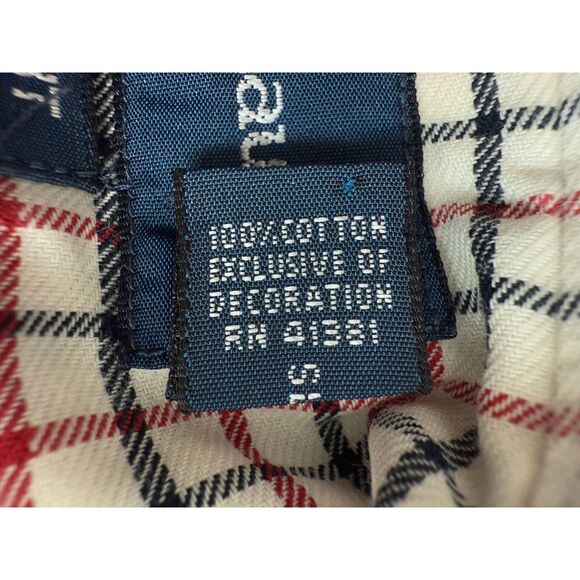 100% COTTON
EXCLUSIVE OF
DECORATION
RN 41381